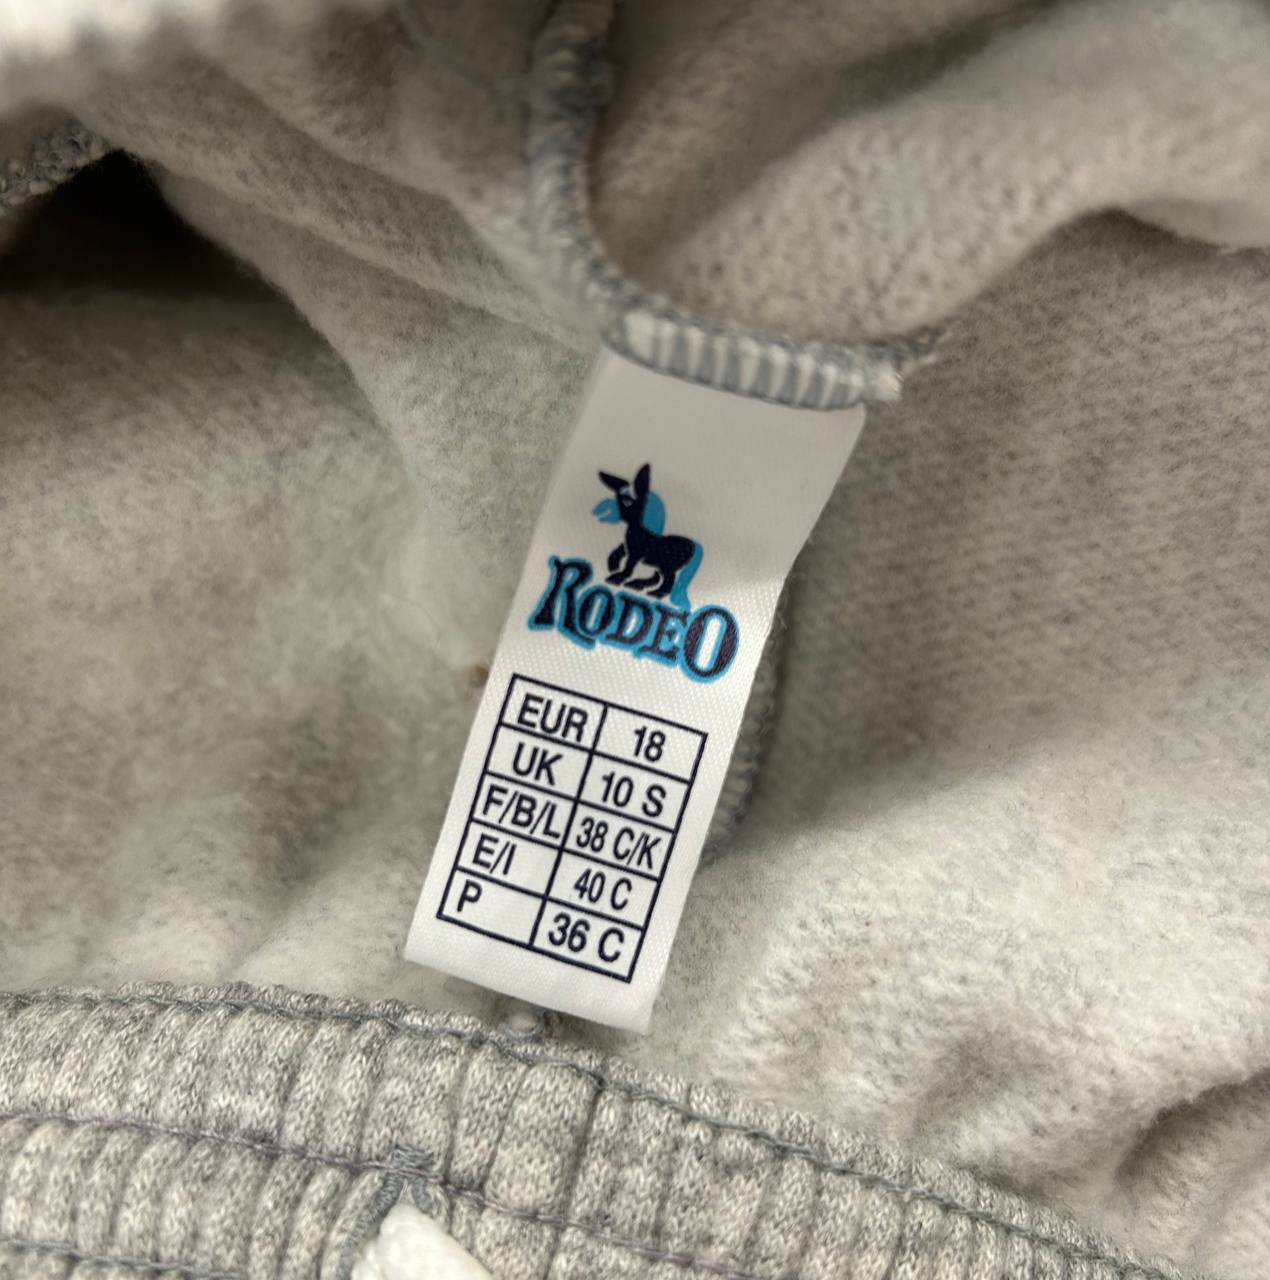 RODEO
EUR 18
UK 10 S
F/B/L 38 C/K
E/I 40 C
P 36 C